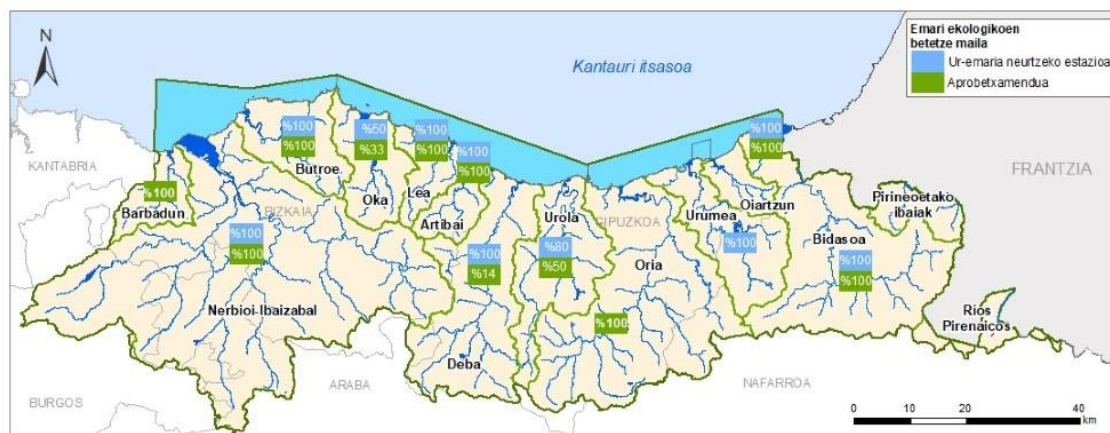 N
Kantauri itsasoa
Emari ekologikoen
betetze maila
Ur-emaria neurtzeko estazioa
Aprobetxamendua
KANTABRIA
FRANTZIA
%100
%100
Butroe
%50
%33
Oka
%100
%100
Lea
%100
%100
Artibai
%100
%100
Oiartzun
%100
Barbadun
BIZKAIA
%100
%100
Nerbioi-Ibaizabal
%100
%14
Deba
Urola
%80
%50
GIPUZKOA
Oria
%100
Urumea
%100
Bidasoa
%100
%100
Pirineoetako
ibaiak
Ríos
Pirenaicos
BURGOS
ARABA
NAFARROA
0 10 20 40
km